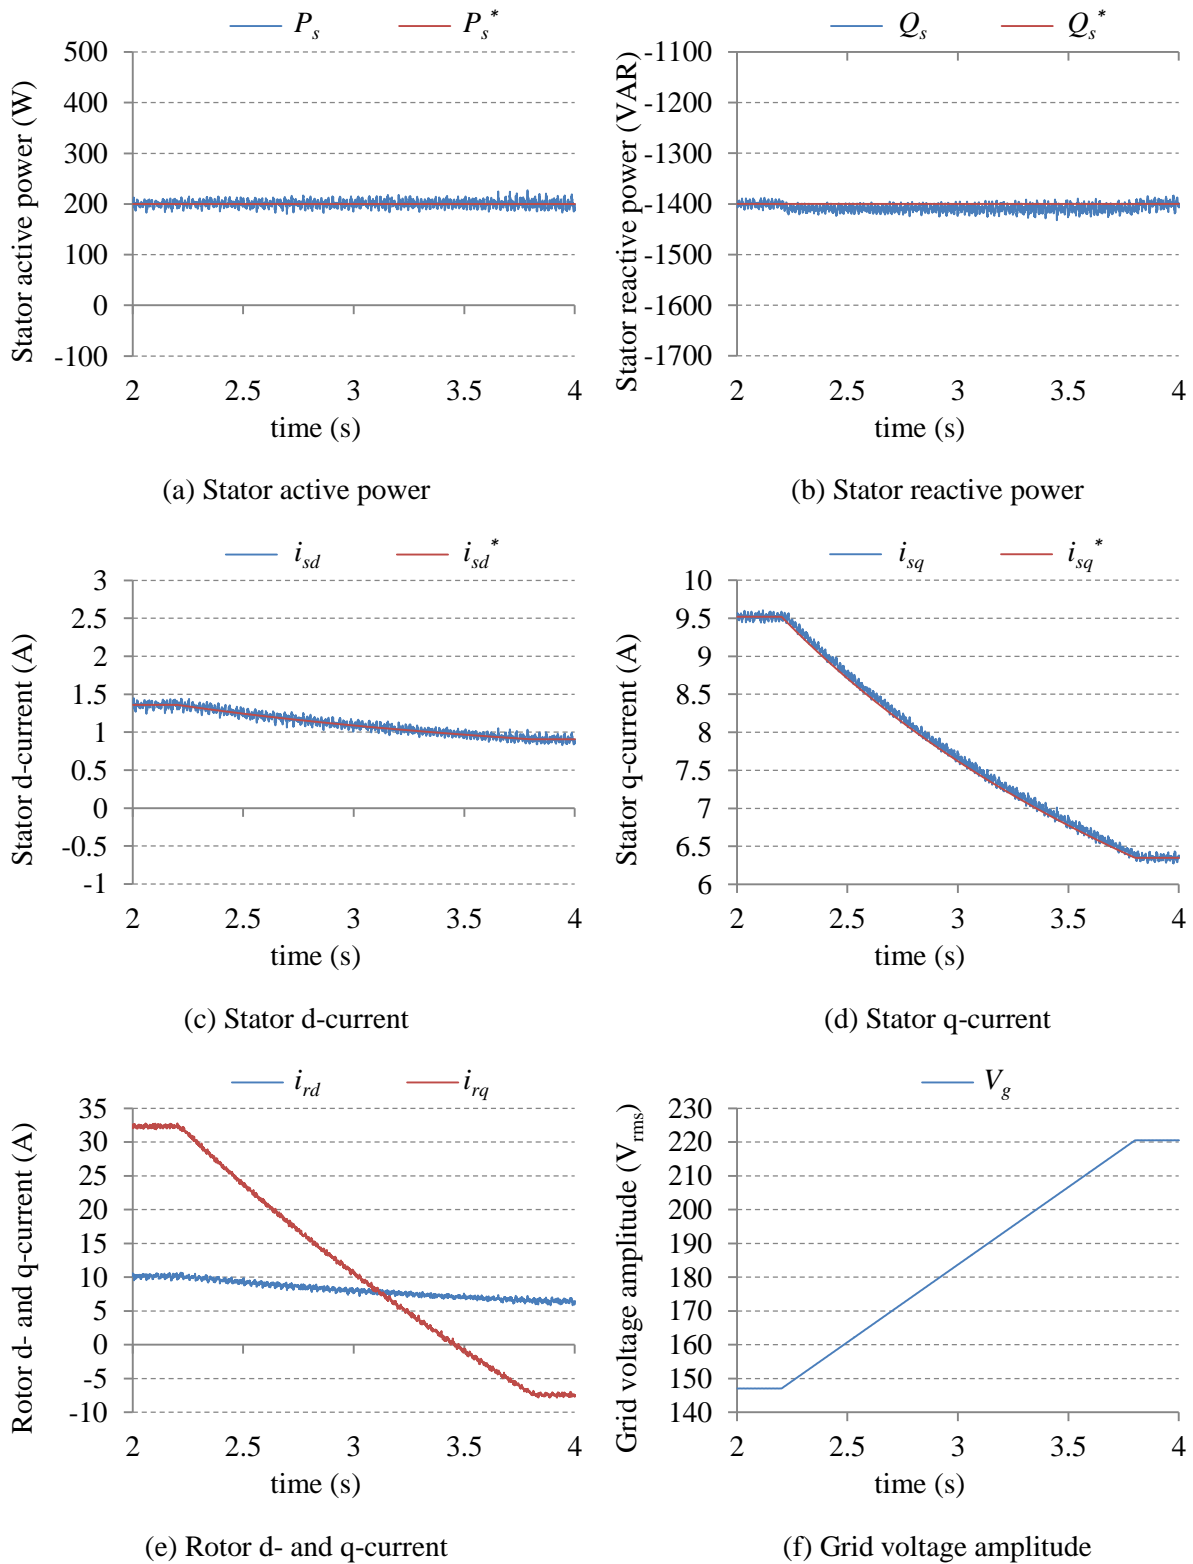 P_s P_s*
Stator active power (W)
500
400
300
200
100
0
-100
2 2.5 3 3.5 4
time (s)
(a) Stator active power
Q_s Q_s*
Stator reactive power (VAR)
-1100
-1200
-1300
-1400
-1500
-1600
-1700
2 2.5 3 3.5 4
time (s)
(b) Stator reactive power
i_sd i_sd*
Stator d-current (A)
3
2.5
2
1.5
1
0.5
0
-0.5
-1
2 2.5 3 3.5 4
time (s)
(c) Stator d-current
i_sq i_sq*
Stator q-current (A)
10
9.5
9
8.5
8
7.5
7
6.5
6
2 2.5 3 3.5 4
time (s)
(d) Stator q-current
i_rd i_rq
Rotor d- and q-current (A)
35
30
25
20
15
10
5
0
-5
-10
2 2.5 3 3.5 4
time (s)
(e) Rotor d- and q-current
V_g
Grid voltage amplitude (V_rms)
230
220
210
200
190
180
170
160
150
140
2 2.5 3 3.5 4
time (s)
(f) Grid voltage amplitude